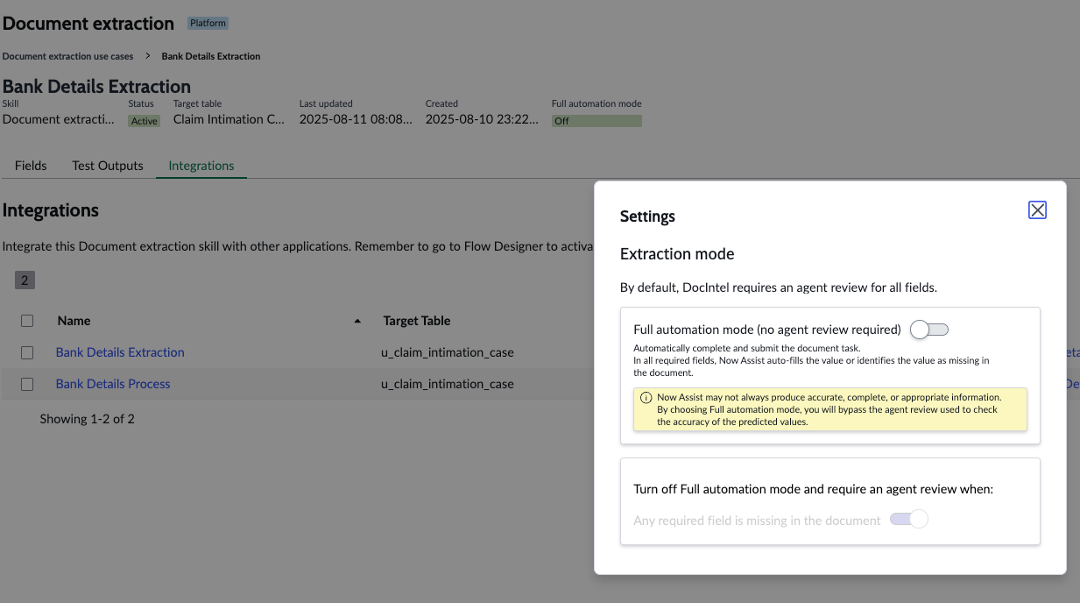 Document extraction Platform
Document extraction use cases > Bank Details Extraction
Bank Details Extraction
Skill Status Target table Last updated Created Full automation mode
Document extracti... Active Claim Intimation C... 2025-08-11 08:08... 2025-08-10 23:22... Off
Fields Test Outputs Integrations
Integrations
Integrate this Document extraction skill with other applications. Remember to go to Flow Designer to activa
2
Name Target Table
Bank Details Extraction u_claim_intimation_case
Bank Details Process u_claim_intimation_case
Showing 1-2 of 2
Settings
Extraction mode
By default, DocIntel requires an agent review for all fields.
Full automation mode (no agent review required)
Automatically complete and submit the document task.
In all required fields, Now Assist auto-fills the value or identifies the value as missing in
the document.
Now Assist may not always produce accurate, complete, or appropriate information.
By choosing Full automation mode, you will bypass the agent review used to check
the accuracy of the predicted values.
Turn off Full automation mode and require an agent review when:
Any required field is missing in the document